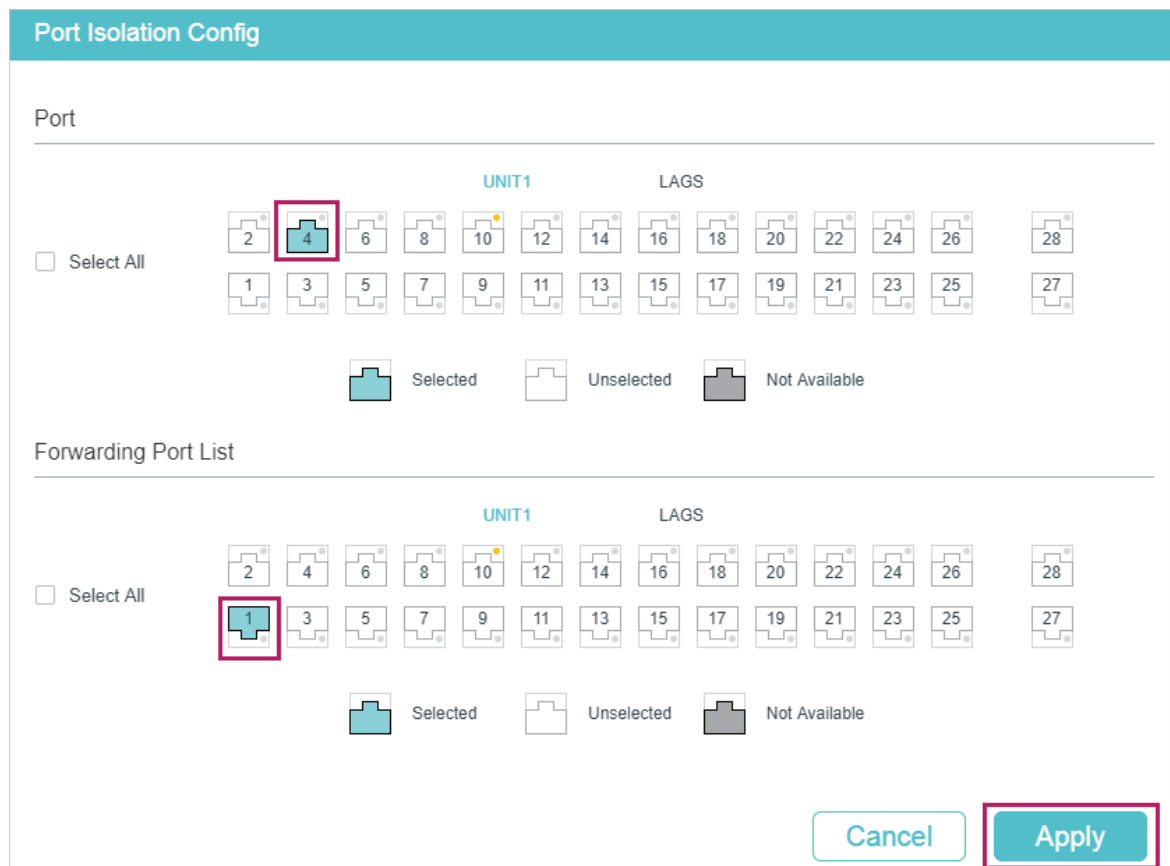 Port Isolation Config
Port
UNIT1 LAGS
2 4 6 8 10 12 14 16 18 20 22 24 26 28
Select All
1 3 5 7 9 11 13 15 17 19 21 23 25 27
Selected Unselected Not Available
Forwarding Port List
UNIT1 LAGS
2 4 6 8 10 12 14 16 18 20 22 24 26 28
Select All
1 3 5 7 9 11 13 15 17 19 21 23 25 27
Selected Unselected Not Available
Cancel Apply